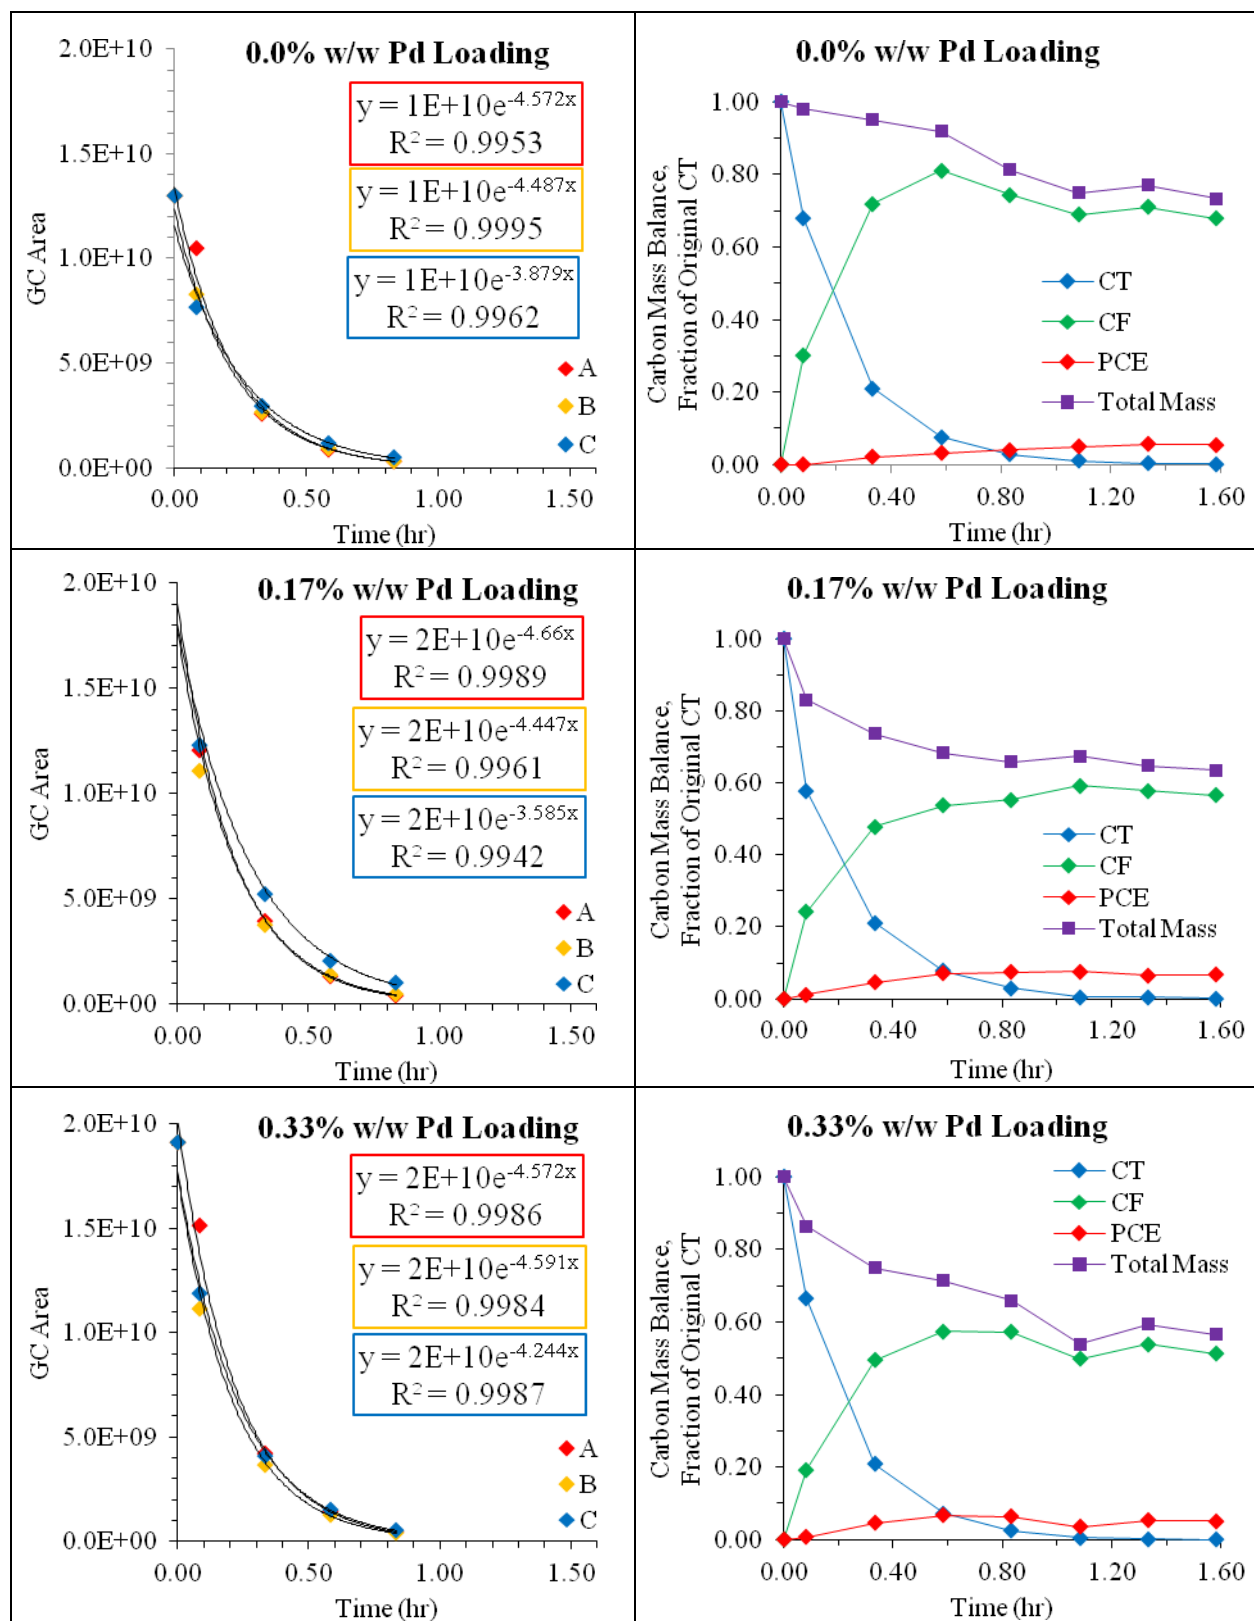 0.0% w/w Pd Loading
2.0E+10
1.5E+10
1.0E+10
5.0E+09
0.0E+00
GC Area
y = 1E+10e^-4.572x
R² = 0.9953
y = 1E+10e^-4.487x
R² = 0.9995
y = 1E+10e^-3.879x
R² = 0.9962
A
B
C
0.00 0.50 1.00 1.50
Time (hr)
0.0% w/w Pd Loading
1.00
0.80
0.60
0.40
0.20
0.00
Carbon Mass Balance,
Fraction of Original CT
CT
CF
PCE
Total Mass
0.00 0.40 0.80 1.20 1.60
Time (hr)
0.17% w/w Pd Loading
2.0E+10
1.5E+10
1.0E+10
5.0E+09
0.0E+00
GC Area
y = 2E+10e^-4.66x
R² = 0.9989
y = 2E+10e^-4.447x
R² = 0.9961
y = 2E+10e^-3.585x
R² = 0.9942
A
B
C
0.00 0.50 1.00 1.50
Time (hr)
0.17% w/w Pd Loading
1.00
0.80
0.60
0.40
0.20
0.00
Carbon Mass Balance,
Fraction of Original CT
CT
CF
PCE
Total Mass
0.00 0.40 0.80 1.20 1.60
Time (hr)
0.33% w/w Pd Loading
2.0E+10
1.5E+10
1.0E+10
5.0E+09
0.0E+00
GC Area
y = 2E+10e^-4.572x
R² = 0.9986
y = 2E+10e^-4.591x
R² = 0.9984
y = 2E+10e^-4.244x
R² = 0.9987
A
B
C
0.00 0.50 1.00 1.50
Time (hr)
0.33% w/w Pd Loading
1.00
0.80
0.60
0.40
0.20
0.00
Carbon Mass Balance,
Fraction of Original CT
CT
CF
PCE
Total Mass
0.00 0.40 0.80 1.20 1.60
Time (hr)